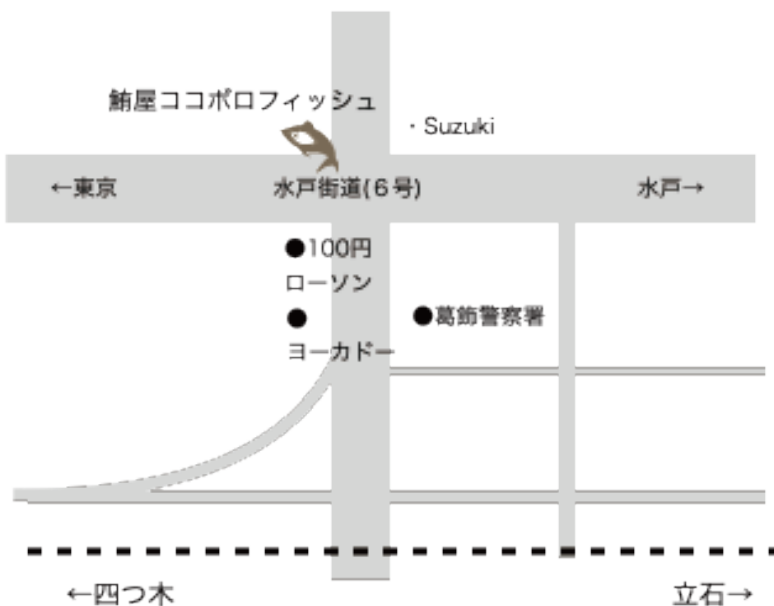 鮪屋ココポロフィッシュ
・Suzuki
←東京
水戸街道(6号)
水戸→
●100円
ローソン
●葛飾警察署
ヨーカドー
←四つ木
立石→